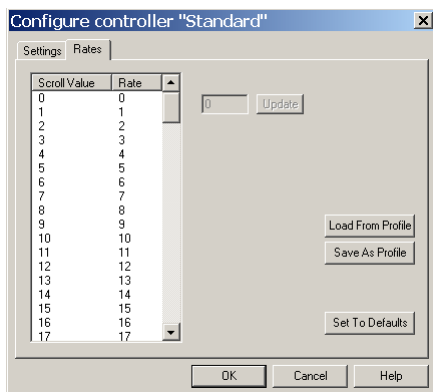 Configure controller "Standard"
Settings Rates
Scroll Value Rate
0 0
0 Update
1 1
2 2
3 3
4 4
5 5
6 6
7 7
8 8
9 9
10 10
11 11
12 12
13 13
14 14
15 15
16 16
17 17
Load From Profile
Save As Profile
Set To Defaults
OK Cancel Help